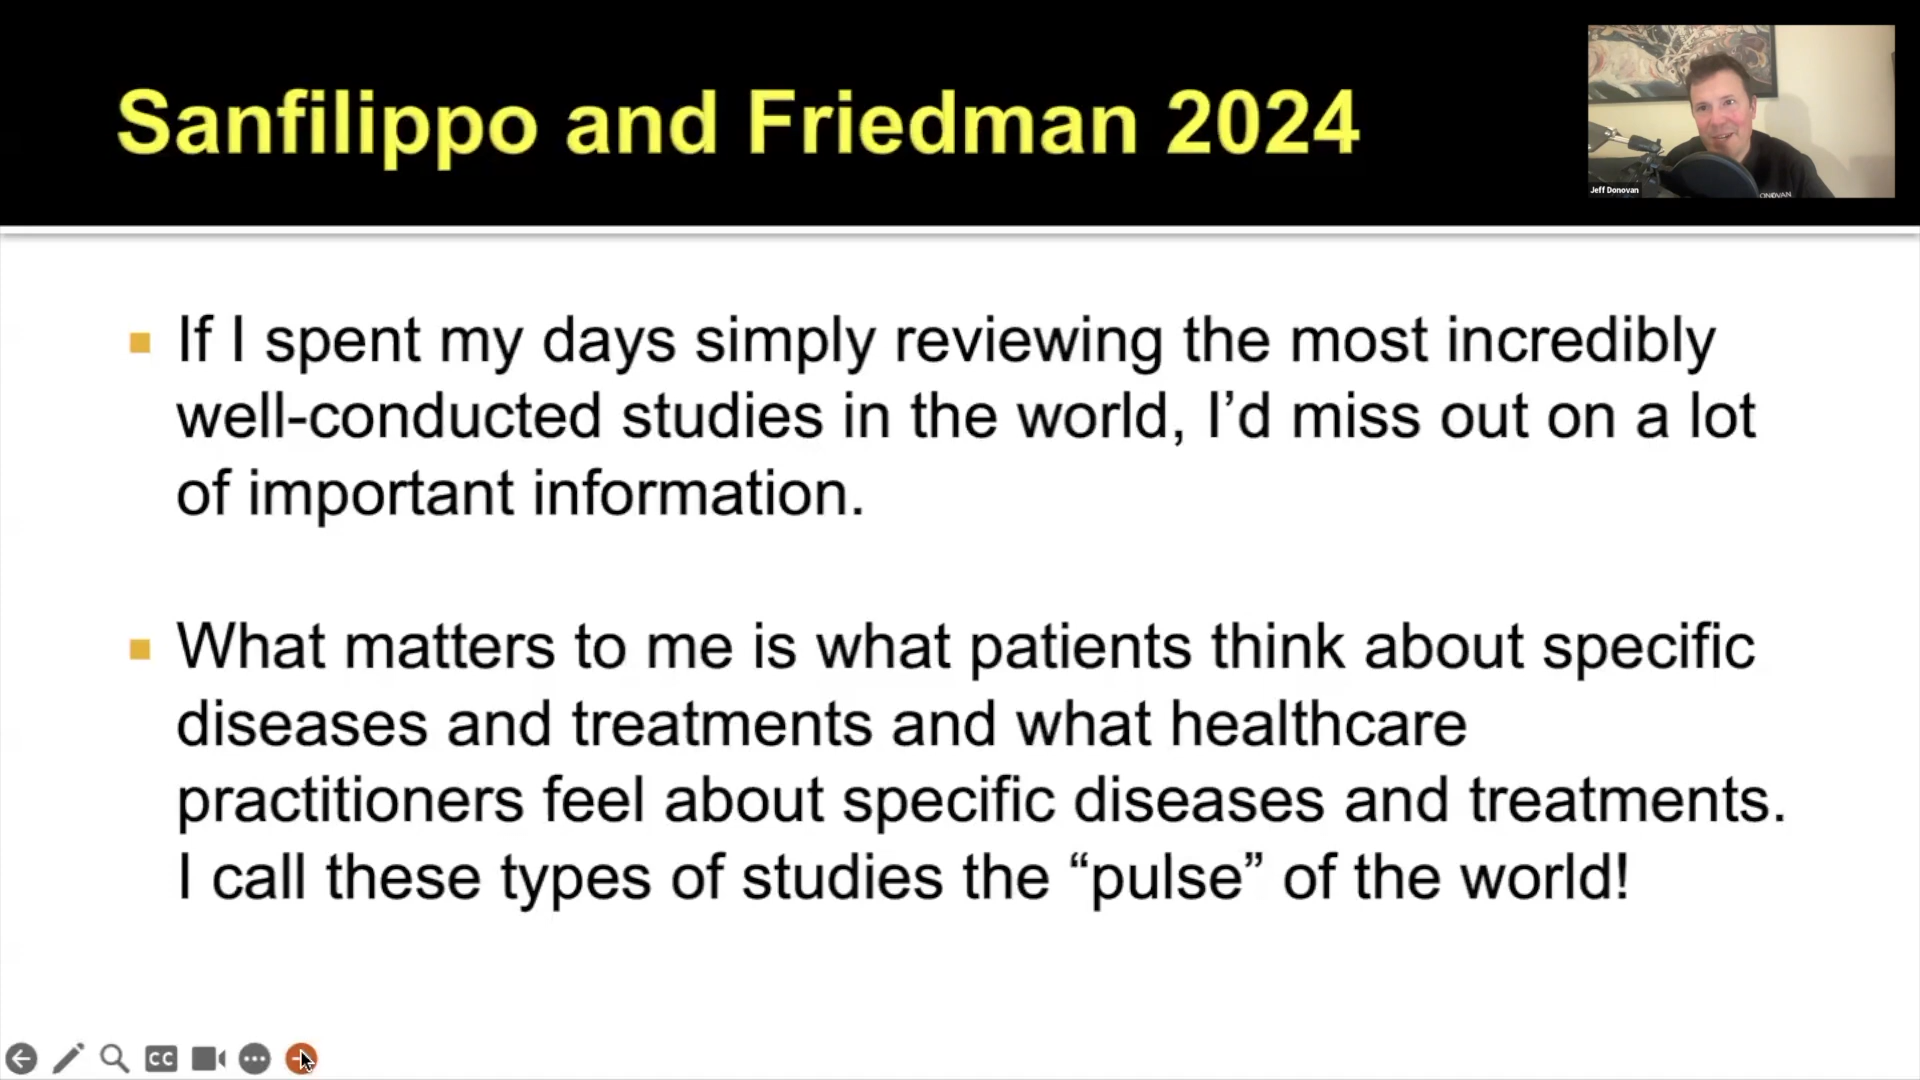 Sanfilippo and Friedman 2024
Jeff Donovan
ONOVAN
If I spent my days simply reviewing the most incredibly
well-conducted studies in the world, I’d miss out on a lot
of important information.
What matters to me is what patients think about specific
diseases and treatments and what healthcare
practitioners feel about specific diseases and treatments.
I call these types of studies the “pulse” of the world!
CC